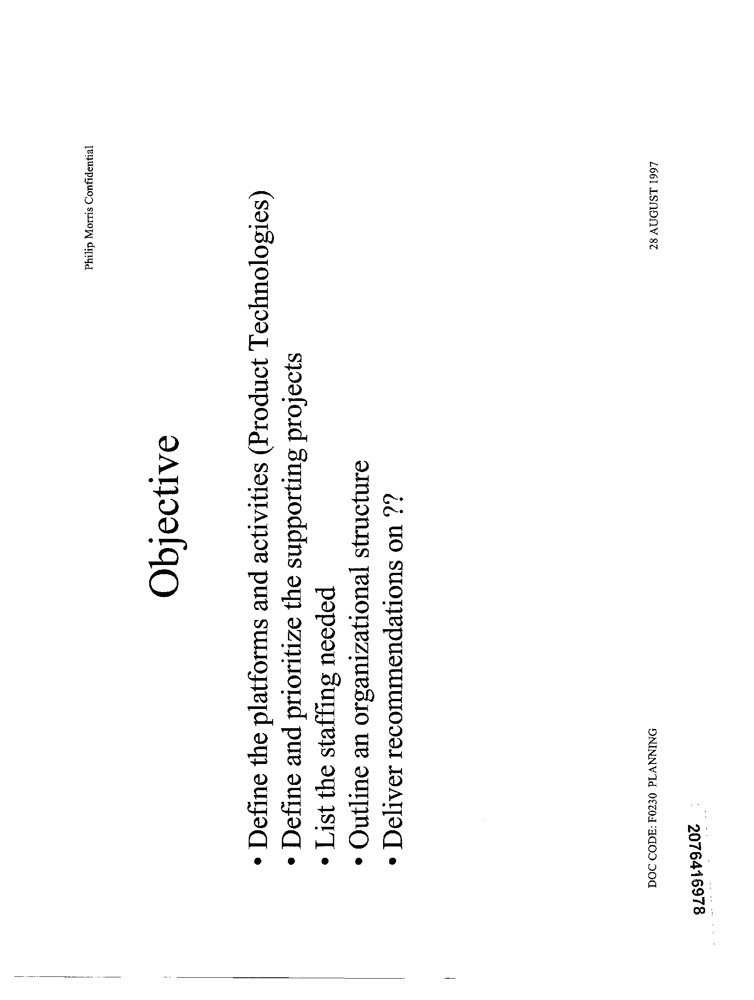 Philip Morris Confidential
Objective
• Define the platforms and activities (Product Technologies)
• Define and prioritize the supporting projects
• List the staffing needed
• Outline an organizational structure
• Deliver recommendations on ??
DOC CODE: F0230 PLANNING
28 AUGUST 1997
2076416978